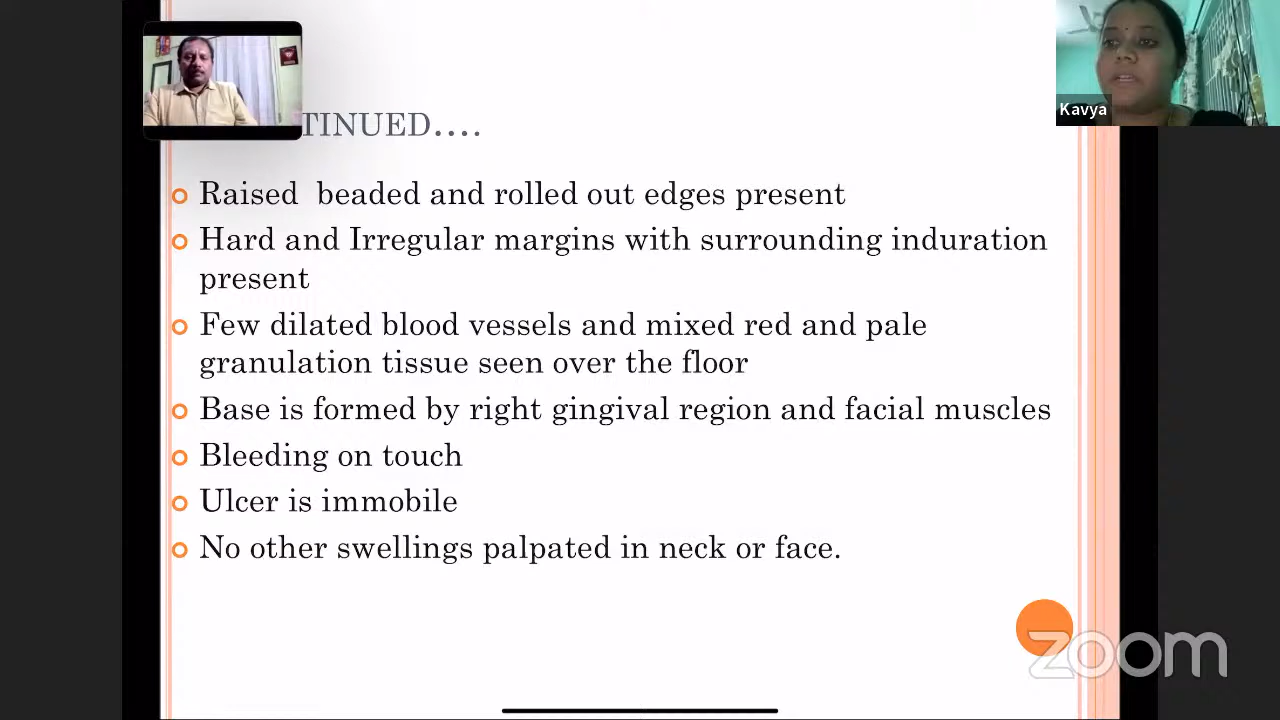 TINUED....
Kavya
Raised beaded and rolled out edges present
Hard and Irregular margins with surrounding induration
present
Few dilated blood vessels and mixed red and pale
granulation tissue seen over the floor
Base is formed by right gingival region and facial muscles
Bleeding on touch
Ulcer is immobile
No other swellings palpated in neck or face.
zoom